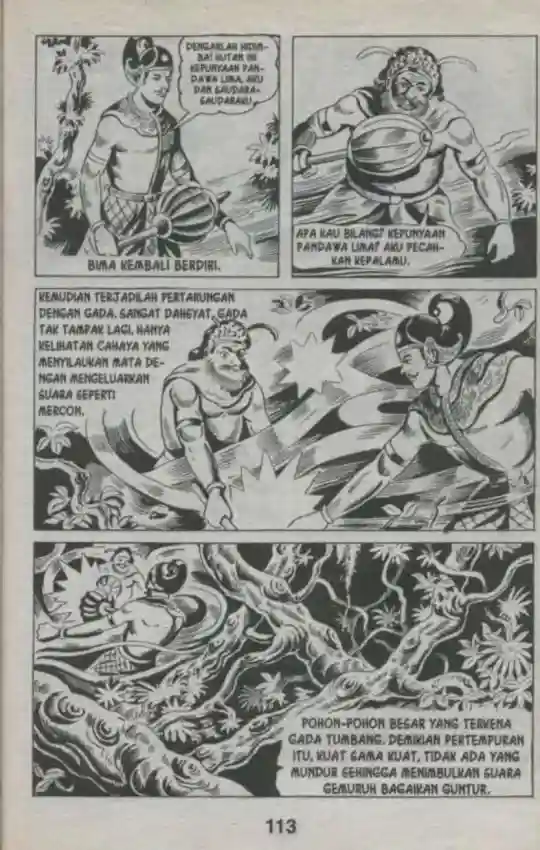 DENGARLAH HIDIM-
BA! HUTAN INI
KEPUNYAAN PAN-
DAWA LIMA, AKU
DAN SAUDARA-
SAUDARAKU.
BIMA KEMBALI BERDIRI.
APA KAU BILANG? KEPUNYAAN
PANDAWA LIMA? AKU PECAH-
KAN KEPALAMU.
KEMUDIAN TERJADILAH PERTARUNGAN
DENGAN GADA. SANGAT DAHSYAT, GADA
TAK TAMPAK LAGI, HANYA
KELIHATAN CAHAYA YANG
MENYILAUKAN MATA DE-
NGAN MENGELUARKAN
SUARA SEPERTI
MERCON.
POHON-POHON BESAR YANG TERKENA
GADA TUMBANG. DEMIKIAN PERTEMPURAN
ITU, KUAT SAMA KUAT, TIDAK ADA YANG
MUNDUR SEHINGGA MENIMBULKAN SUARA
GEMURUH BAGAIKAN GUNTUR.
113